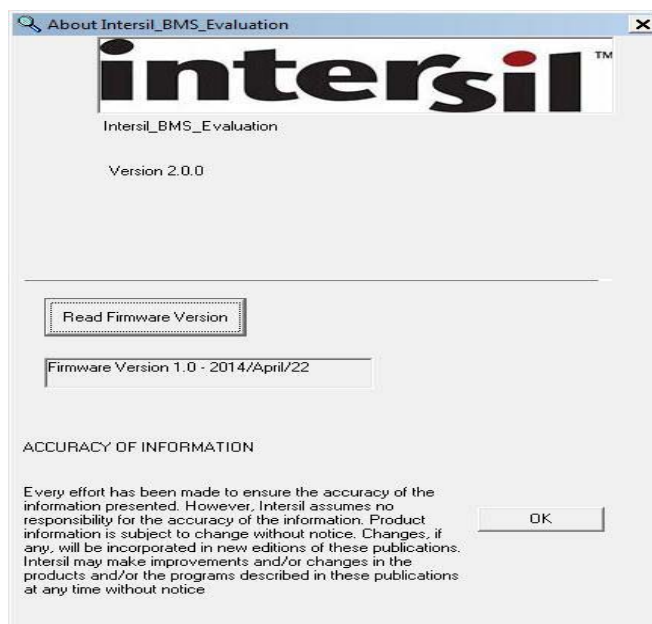 About Intersil_BMS_Evaluation
intersil™
Intersil_BMS_Evaluation
Version 2.0.0
Read Firmware Version
Firmware Version 1.0 - 2014/April/22
ACCURACY OF INFORMATION
Every effort has been made to ensure the accuracy of the
information presented. However, Intersil assumes no
responsibility for the accuracy of the information. Product
information is subject to change without notice. Changes, if
any, will be incorporated in new editions of these publications.
Intersil may make improvements and/or changes in the
products and/or the programs described in these publications
at any time without notice
OK